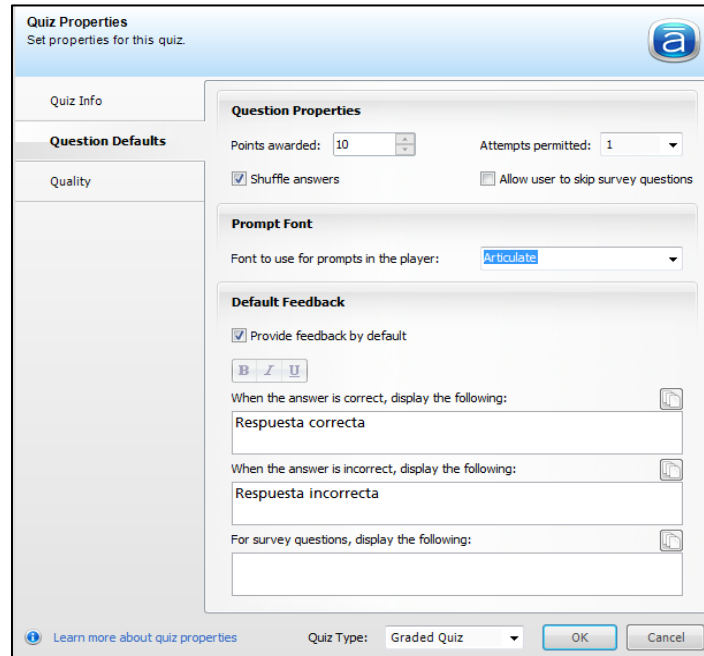 Quiz Properties
Set properties for this quiz.
ā
Quiz Info
Question Defaults
Quality
Question Properties
Points awarded: 10 Attempts permitted: 1
Shuffle answers Allow user to skip survey questions
Prompt Font
Font to use for prompts in the player: Articulate
Default Feedback
Provide feedback by default
B I U
When the answer is correct, display the following:
Respuesta correcta
When the answer is incorrect, display the following:
Respuesta incorrecta
For survey questions, display the following:
Learn more about quiz properties Quiz Type: Graded Quiz OK Cancel